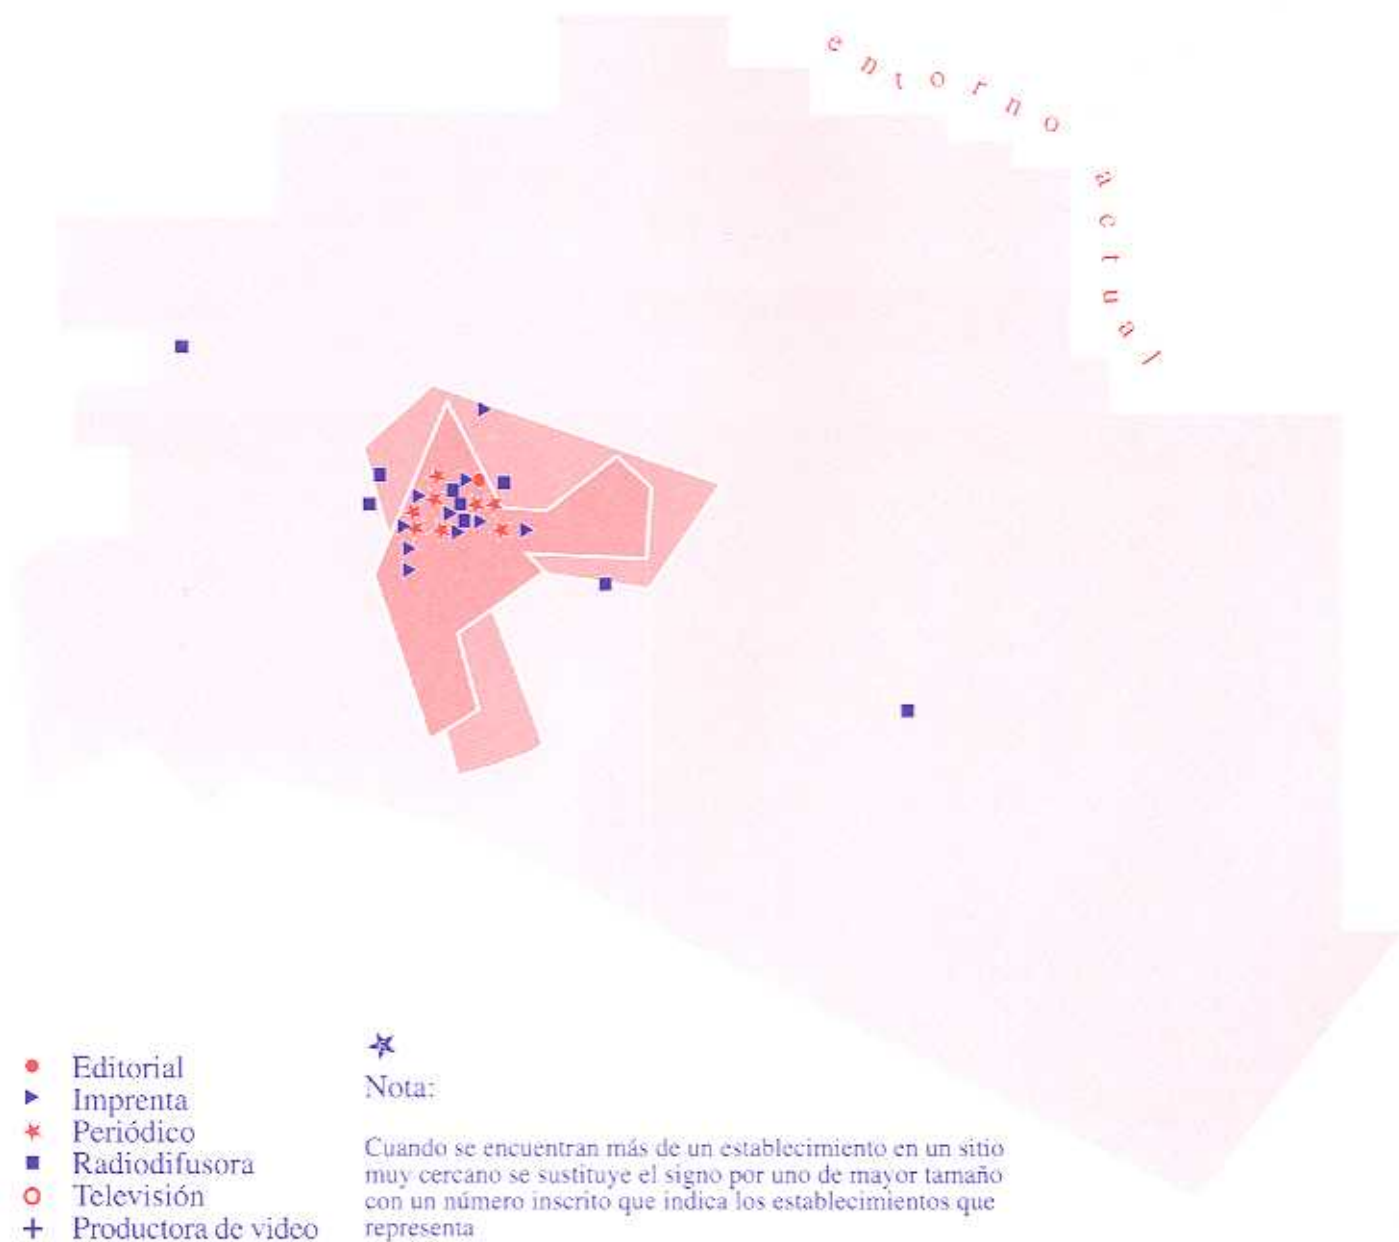 entorno actual
Editorial
Imprenta
Periódico
Radiodifusora
Televisión
Productora de video
Nota:
Cuando se encuentran más de un establecimiento en un sitio
muy cercano se sustituye el signo por uno de mayor tamaño
con un número inscrito que indica los establecimientos que
representa